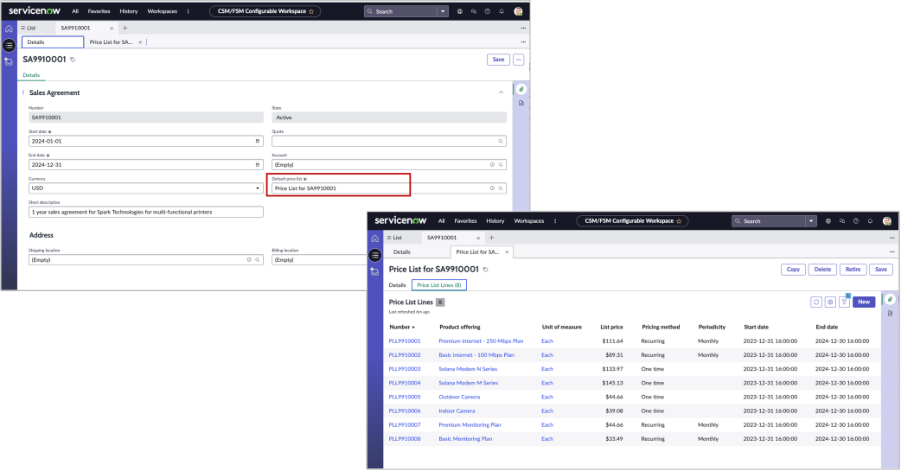 servicenow All Favorites History Workspaces CSM/FSM Configurable Workspace Search
List SA9910001
Details Price List for SA...
SA9910001 Save
Details
Sales Agreement
Number State
SA9910001 Active
Start date Quote
2024-01-01
End date Account
2024-12-31 (Empty)
Currency Default price list
USD Price List for SA9910001
Short description
1 year sales agreement for Spark Technologies for multi-functional printers
Address
Shipping location Billing location
(Empty) (Empty)
servicenow All Favorites History Workspaces CSM/FSM Configurable Workspace Search
List SA9910001
Details Price List for SA...
Price List for SA9910001 Copy Delete Retire Save
Details Price List Lines (8)
Price List Lines 8 New
Last refreshed 6m ago
Number Product offering Unit of measure List price Pricing method Periodicity Start date End date
PLL9910001 Premium internet - 250 Mbps Plan Each $111.64 Recurring Monthly 2023-12-31 16:00:00 2024-12-30 16:00:00
PLL9910002 Basic internet - 100 Mbps Plan Each $89.31 Recurring Monthly 2023-12-31 16:00:00 2024-12-30 16:00:00
PLL9910003 Solana Modem N Series Each $133.97 One time 2023-12-31 16:00:00 2024-12-30 16:00:00
PLL9910004 Solana Modem M Series Each $145.13 One time 2023-12-31 16:00:00 2024-12-30 16:00:00
PLL9910005 Outdoor Camera Each $44.66 One time 2023-12-31 16:00:00 2024-12-30 16:00:00
PLL9910006 Indoor Camera Each $39.08 One time 2023-12-31 16:00:00 2024-12-30 16:00:00
PLL9910007 Premium Monitoring Plan Each $44.66 Recurring Monthly 2023-12-31 16:00:00 2024-12-30 16:00:00
PLL9910008 Basic Monitoring Plan Each $33.49 Recurring Monthly 2023-12-31 16:00:00 2024-12-30 16:00:00